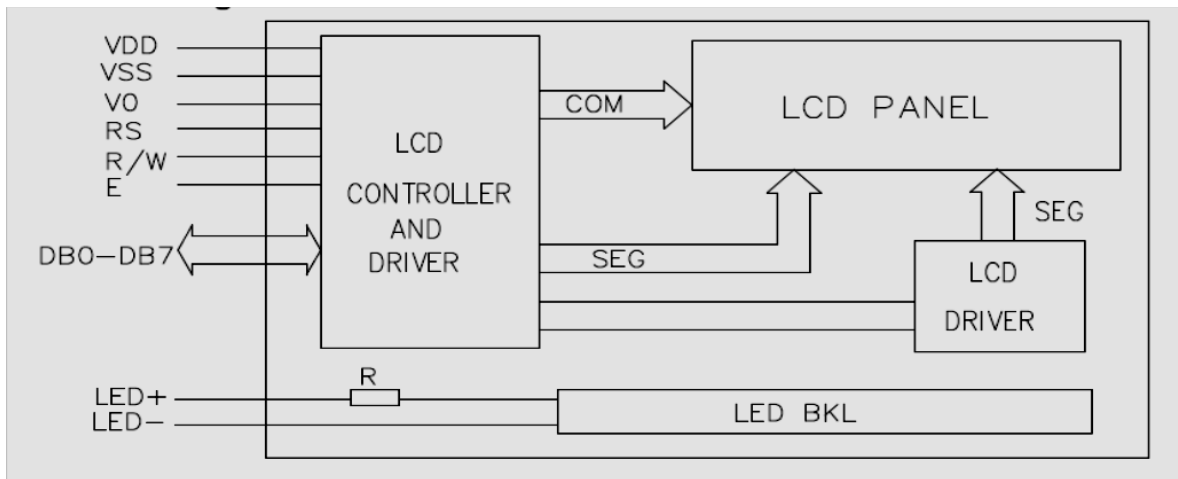 VDD
VSS
V0
RS
R/W
E
DB0-DB7
LED+
LED-
LCD
CONTROLLER
AND
DRIVER
COM
LCD PANEL
SEG
SEG
LCD
DRIVER
R
LED BKL